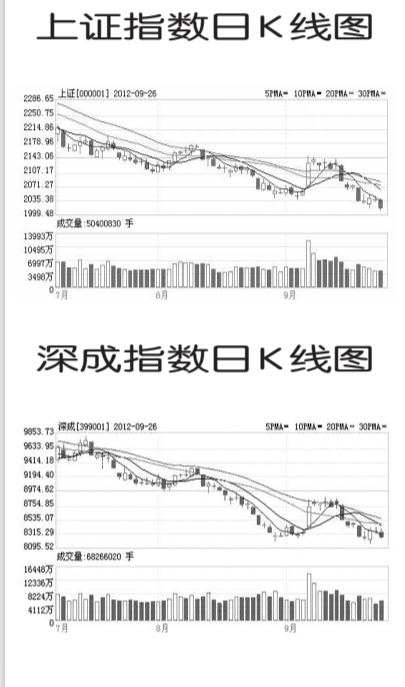 上证指数日K线图
上证[000001] 2012-09-26 5PMA= 10PMA= 20PMA= 30PMA=
2286.65
2250.75
2214.86
2178.96
2143.06
2107.17
2071.27
2035.38
1999.48
成交量:50400830 手
13993万
10495万
6997万
3498万
0
7月 8月 9月
深成指数日K线图
深成[399001] 2012-09-26 5PMA= 10PMA= 20PMA= 30PMA=
9853.73
9633.95
9414.18
9194.40
8974.62
8754.85
8535.07
8315.29
8095.52
成交量:68266020 手
16448万
12336万
8224万
4112万
0
7月 8月 9月